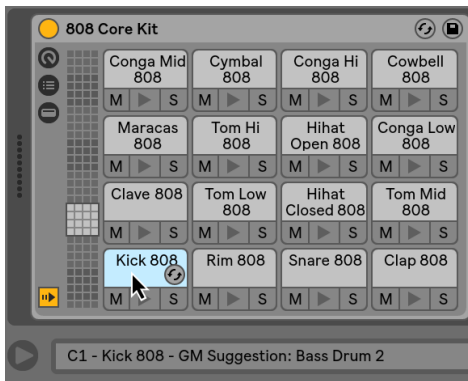 808 Core Kit
Conga Mid 808
Cymbal 808
Conga Hi 808
Cowbell 808
M S M S M S M S
Maracas 808
Tom Hi 808
Hihat Open 808
Conga Low 808
M S M S M S M S
Clave 808
Tom Low 808
Hihat Closed 808
Tom Mid 808
M S M S M S M S
Kick 808
Rim 808
Snare 808
Clap 808
M S M S M S M S
C1 - Kick 808 - GM Suggestion: Bass Drum 2